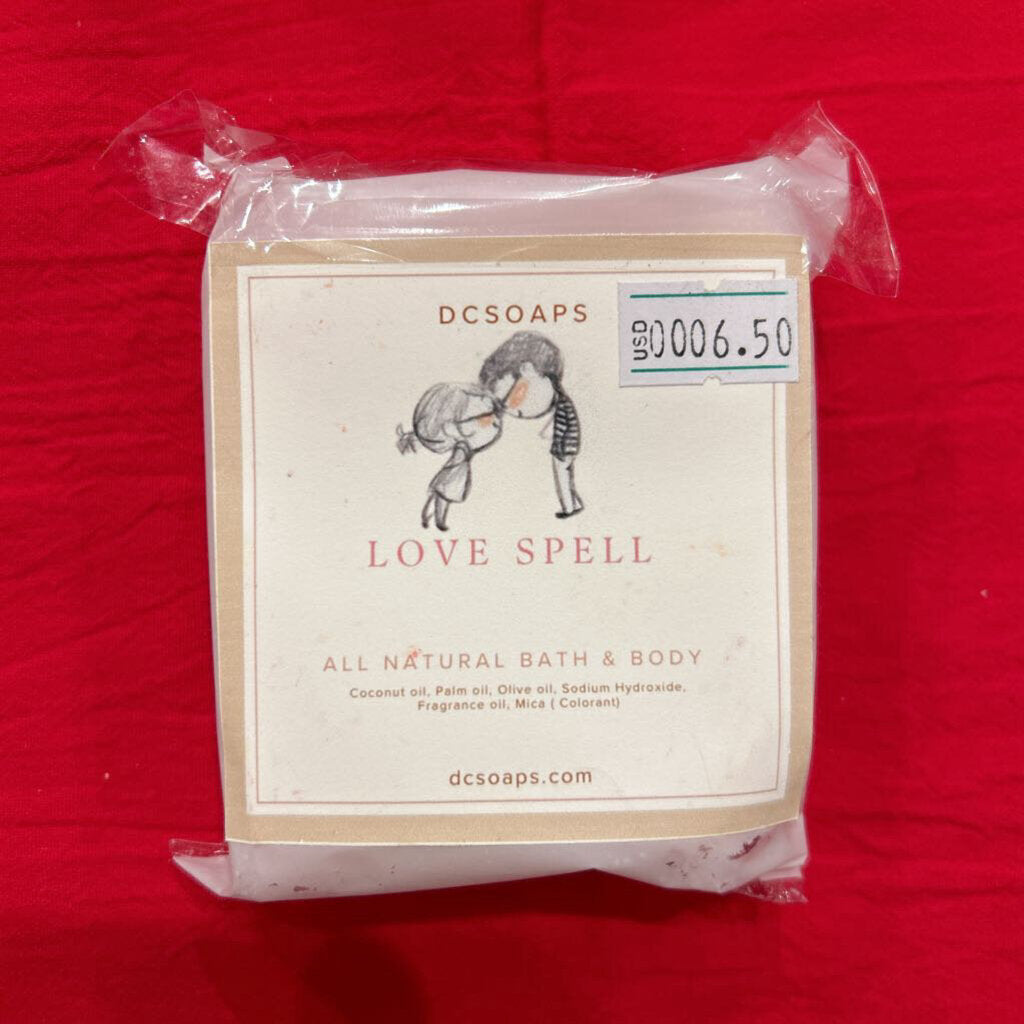 DCSOAPS
USD 0006.50
LOVE SPELL
ALL NATURAL BATH & BODY
Coconut oil, Palm oil, Olive oil, Sodium Hydroxide,
Fragrance oil, Mica ( Colorant)
dcsoaps.com